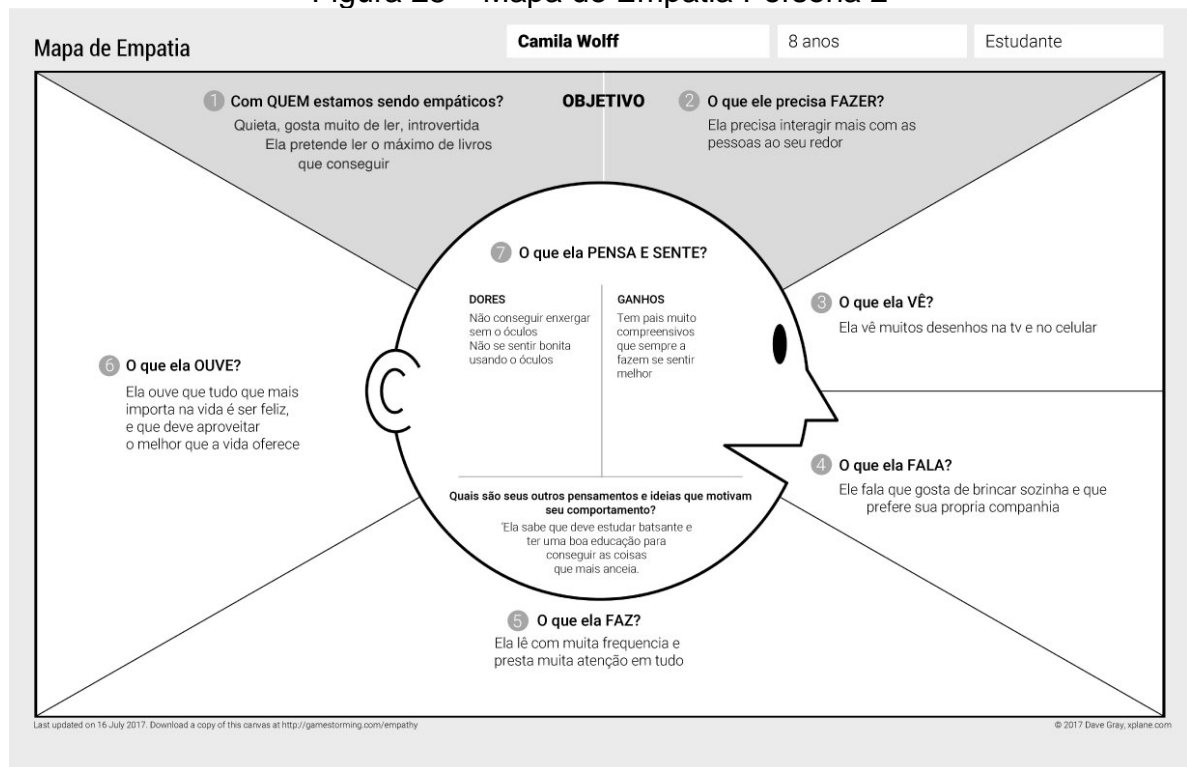 Figura 28 – Mapa de Empatia Persona 2
Mapa de Empatia
Camila Wolff
8 anos
Estudante
1 Com QUEM estamos sendo empáticos?
Quieta, gosta muito de ler, introvertida
Ela pretende ler o máximo de livros
que conseguir
OBJETIVO
2 O que ele precisa FAZER?
Ela precisa interagir mais com as
pessoas ao seu redor
3 O que ela VÊ?
Ela vê muitos desenhos na tv e no celular
4 O que ela FALA?
Ele fala que gosta de brincar sozinha e que
prefere sua propria companhia
5 O que ela FAZ?
Ela lê com muita frequencia e
presta muita atenção em tudo
6 O que ela OUVE?
Ela ouve que tudo que mais
importa na vida é ser feliz,
e que deve aproveitar
o melhor que a vida oferece
7 O que ela PENSA E SENTE?
DORES
Não conseguir enxergar
sem o óculos
Não se sentir bonita
usando o óculos
GANHOS
Tem pais muito
compreensivos
que sempre a
fazem se sentir
melhor
Quais são seus outros pensamentos e ideias que motivam
seu comportamento?
'Ela sabe que deve estudar batsante e
ter uma boa educação para
conseguir as coisas
que mais anceia.
Last updated on 16 July 2017. Download a copy of this canvas at http://gamestorming.com/empathy
© 2017 Dave Gray, xplane.com